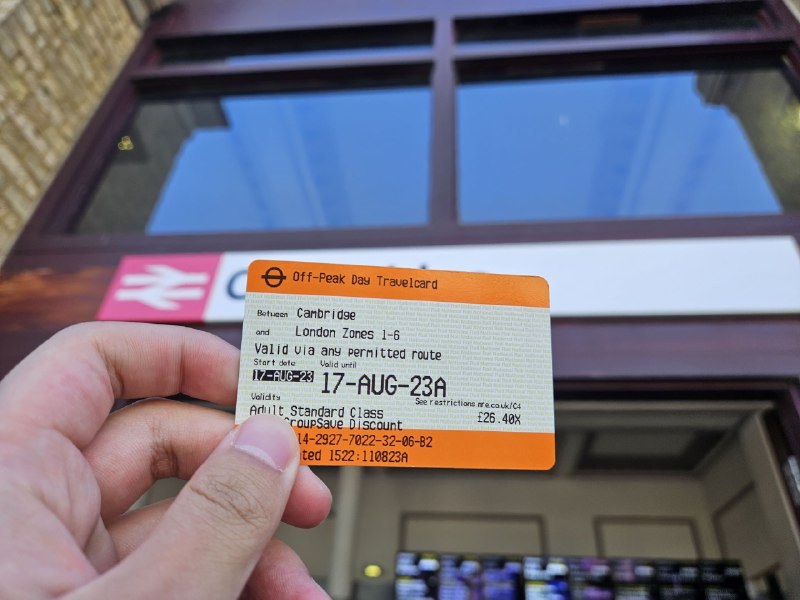 Off-Peak Day Travelcard
Between Cambridge
and London Zones 1-6
Valid via any permitted route
Start date Valid until
17-AUG-23 17-AUG-23A
Validity See restrictions nre.co.uk/C4
Adult Standard Class £26.40X
GroupSave Discount
14-2927-7022-32-06-B2
ted 1522:110823A